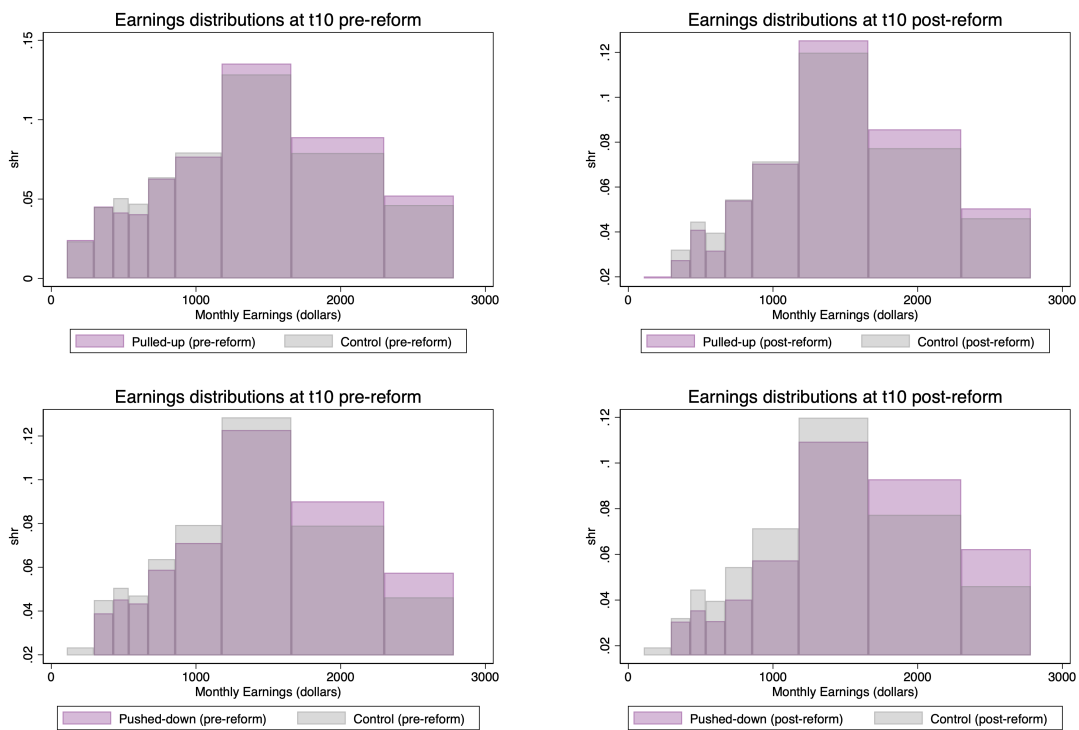 Earnings distributions at t10 pre-reform
.15
.1
.05
0
shr
0 1000 2000 3000
Monthly Earnings (dollars)
Pulled-up (pre-reform) Control (pre-reform)
Earnings distributions at t10 post-reform
.12
.1
.08
.06
.04
.02
shr
0 1000 2000 3000
Monthly Earnings (dollars)
Pulled-up (post-reform) Control (post-reform)
Earnings distributions at t10 pre-reform
.12
.1
.08
.06
.04
.02
shr
0 1000 2000 3000
Monthly Earnings (dollars)
Pushed-down (pre-reform) Control (pre-reform)
Earnings distributions at t10 post-reform
.12
.1
.08
.06
.04
.02
shr
0 1000 2000 3000
Monthly Earnings (dollars)
Pushed-down (post-reform) Control (post-reform)